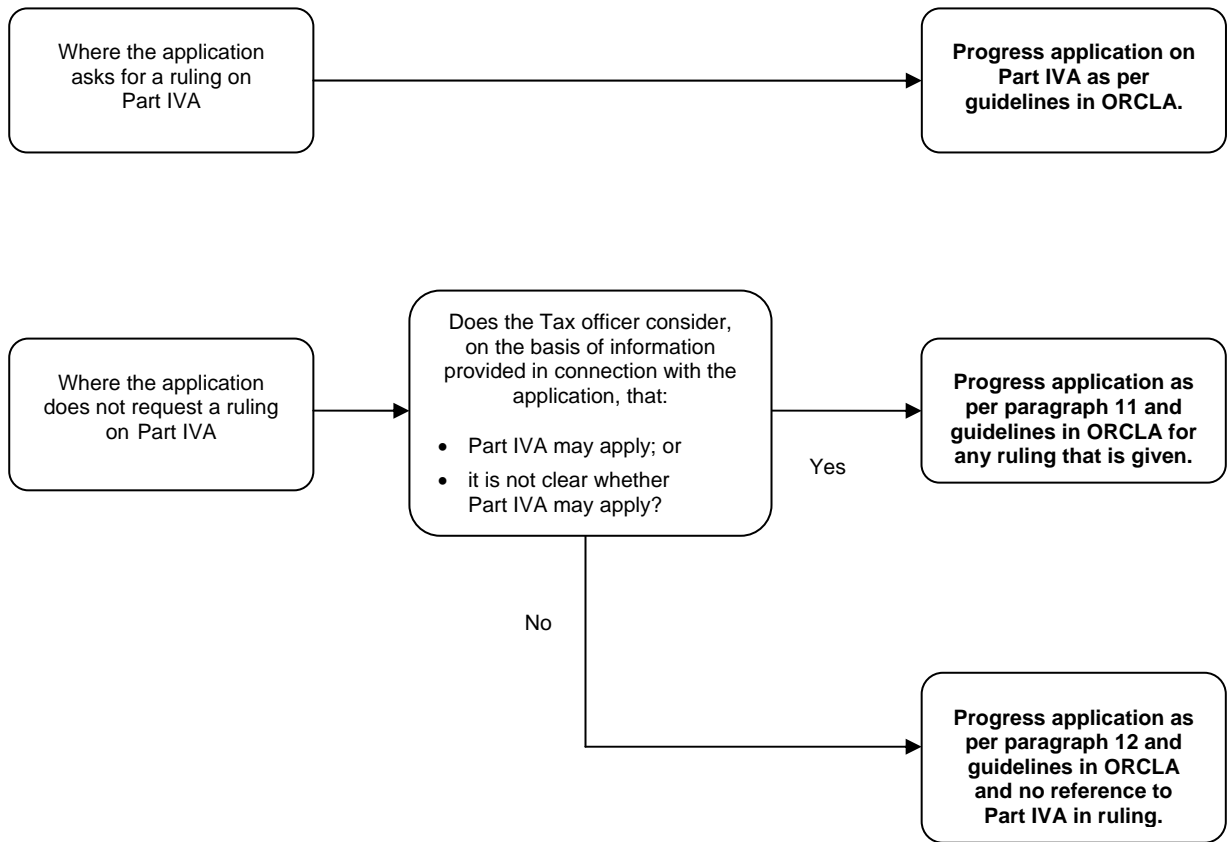 Where the application
asks for a ruling on
Part IVA
Progress application on
Part IVA as per
guidelines in ORCLA.
Where the application
does not request a ruling
on Part IVA
Does the Tax officer consider,
on the basis of information
provided in connection with the
application, that:
• Part IVA may apply; or
• it is not clear whether
Part IVA may apply?
Yes
Progress application as
per paragraph 11 and
guidelines in ORCLA for
any ruling that is given.
No
Progress application as
per paragraph 12 and
guidelines in ORCLA
and no reference to
Part IVA in ruling.